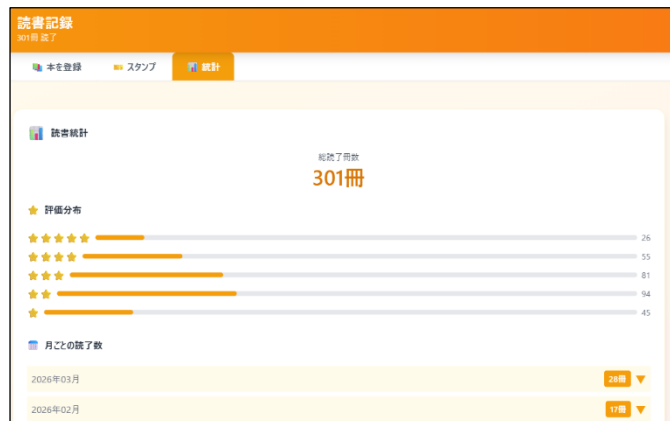 読書記録
301冊 読了
本を登録 スタンプ 統計
読書統計
総読了冊数
301冊
評価分布
26
55
81
94
45
月ごとの読了数
2026年03月 28冊 ▼
2026年02月 17冊 ▼